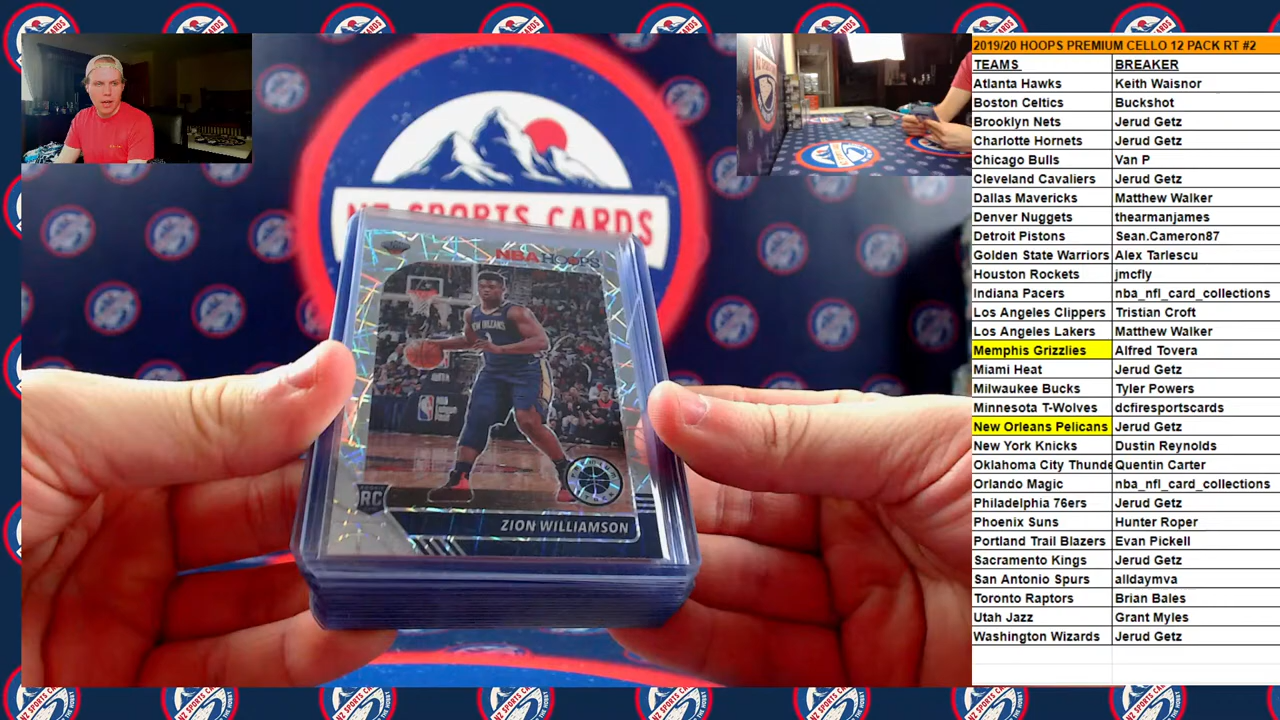 NZ SPORTS CARDS
NBA HOOPS
NEW ORLEANS
RC
ZION WILLIAMSON
2019/20 HOOPS PREMIUM CELLO 12 PACK RT #2
TEAMS BREAKER
Atlanta Hawks Keith Waisnor
Boston Celtics Buckshot
Brooklyn Nets Jerud Getz
Charlotte Hornets Jerud Getz
Chicago Bulls Van P
Cleveland Cavaliers Jerud Getz
Dallas Mavericks Matthew Walker
Denver Nuggets thearmanjames
Detroit Pistons Sean.Cameron87
Golden State Warriors Alex Tarlescu
Houston Rockets jmcfly
Indiana Pacers nba_nfl_card_collections
Los Angeles Clippers Tristian Croft
Los Angeles Lakers Matthew Walker
Memphis Grizzlies Alfred Tovera
Miami Heat Jerud Getz
Milwaukee Bucks Tyler Powers
Minnesota T-Wolves dcfiresportscards
New Orleans Pelicans Jerud Getz
New York Knicks Dustin Reynolds
Oklahoma City Thunde Quentin Carter
Orlando Magic nba_nfl_card_collections
Philadelphia 76ers Jerud Getz
Phoenix Suns Hunter Roper
Portland Trail Blazers Evan Pickell
Sacramento Kings Jerud Getz
San Antonio Spurs alldaymva
Toronto Raptors Brian Bales
Utah Jazz Grant Myles
Washington Wizards Jerud Getz